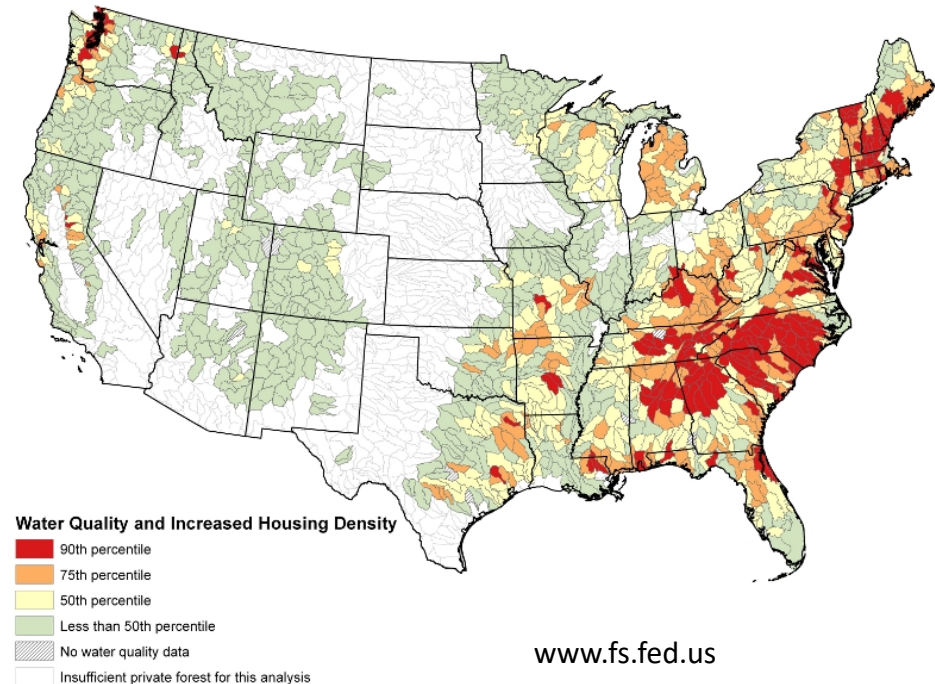 Water Quality and Increased Housing Density
90th percentile
75th percentile
50th percentile
Less than 50th percentile
No water quality data
Insufficient private forest for this analysis
www.fs.fed.us